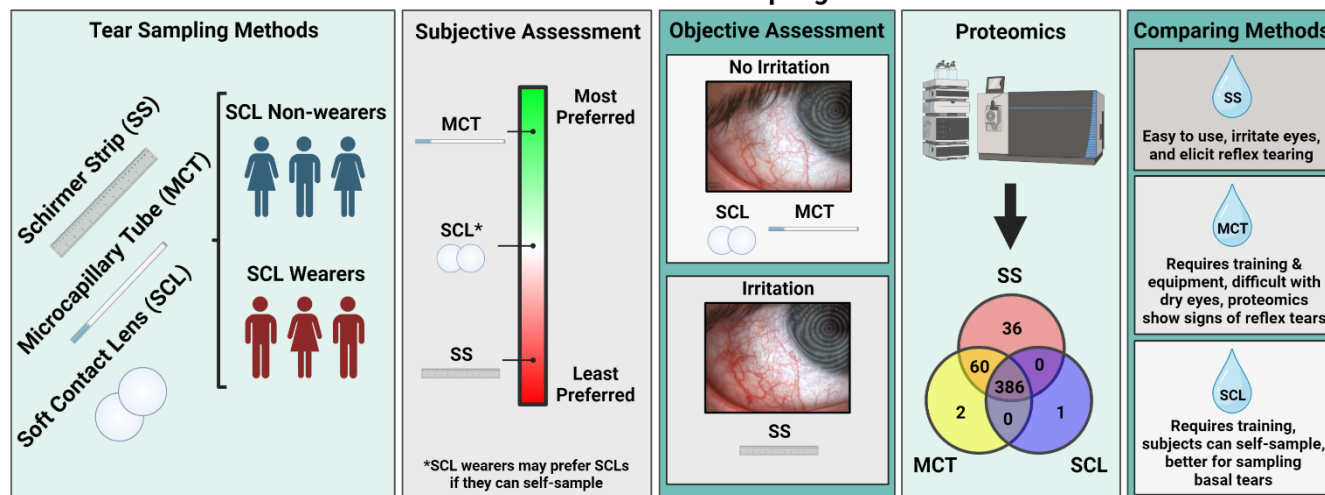 Tear Sampling Methods
Schirmer Strip (SS)
Microcapillary Tube (MCT)
Soft Contact Lens (SCL)
SCL Non-wearers
SCL Wearers
Subjective Assessment
Most
Preferred
MCT
SCL*
SS
Least
Preferred
*SCL wearers may prefer SCLs
if they can self-sample
Objective Assessment
No Irritation
SCL
MCT
Irritation
SS
Proteomics
SS
36
60
0
386
2
0
1
MCT
SCL
Comparing Methods
SS
Easy to use, irritate eyes,
and elicit reflex tearing
MCT
Requires training &
equipment, difficult with
dry eyes, proteomics
show signs of reflex tears
SCL
Requires training,
subjects can self-sample,
better for sampling
basal tears